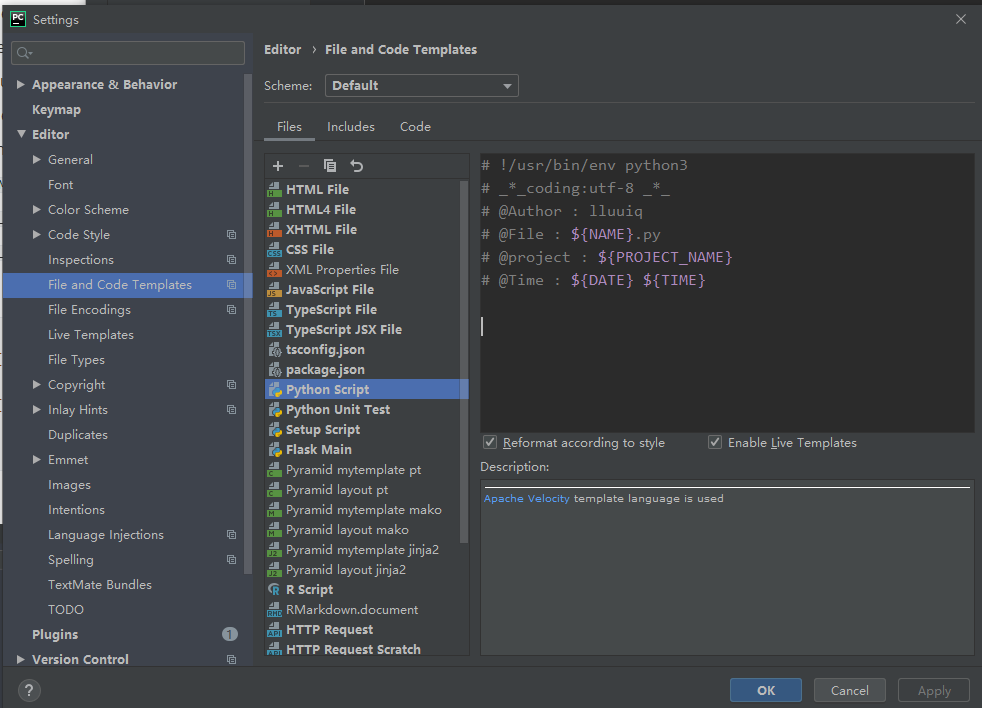 PC Settings
Appearance & Behavior
Keymap
Editor
General
Font
Color Scheme
Code Style
Inspections
File and Code Templates
File Encodings
Live Templates
File Types
Copyright
Inlay Hints
Duplicates
Emmet
Images
Intentions
Language Injections
Spelling
TextMate Bundles
TODO
Plugins 1
Version Control
Editor › File and Code Templates
Scheme: Default
Files Includes Code
HTML File
HTML4 File
XHTML File
CSS File
XML Properties File
JavaScript File
TypeScript File
TypeScript JSX File
tsconfig.json
package.json
Python Script
Python Unit Test
Setup Script
Flask Main
Pyramid mytemplate pt
Pyramid layout pt
Pyramid mytemplate mako
Pyramid layout mako
Pyramid mytemplate jinja2
Pyramid layout jinja2
R Script
RMarkdown.document
HTTP Request
HTTP Request Scratch
# !/usr/bin/env python3
# _*_coding:utf-8 _*_
# @Author : lluuiq
# @File : ${NAME}.py
# @project : ${PROJECT_NAME}
# @Time : ${DATE} ${TIME}
Reformat according to style Enable Live Templates
Description:
Apache Velocity template language is used
? OK Cancel Apply